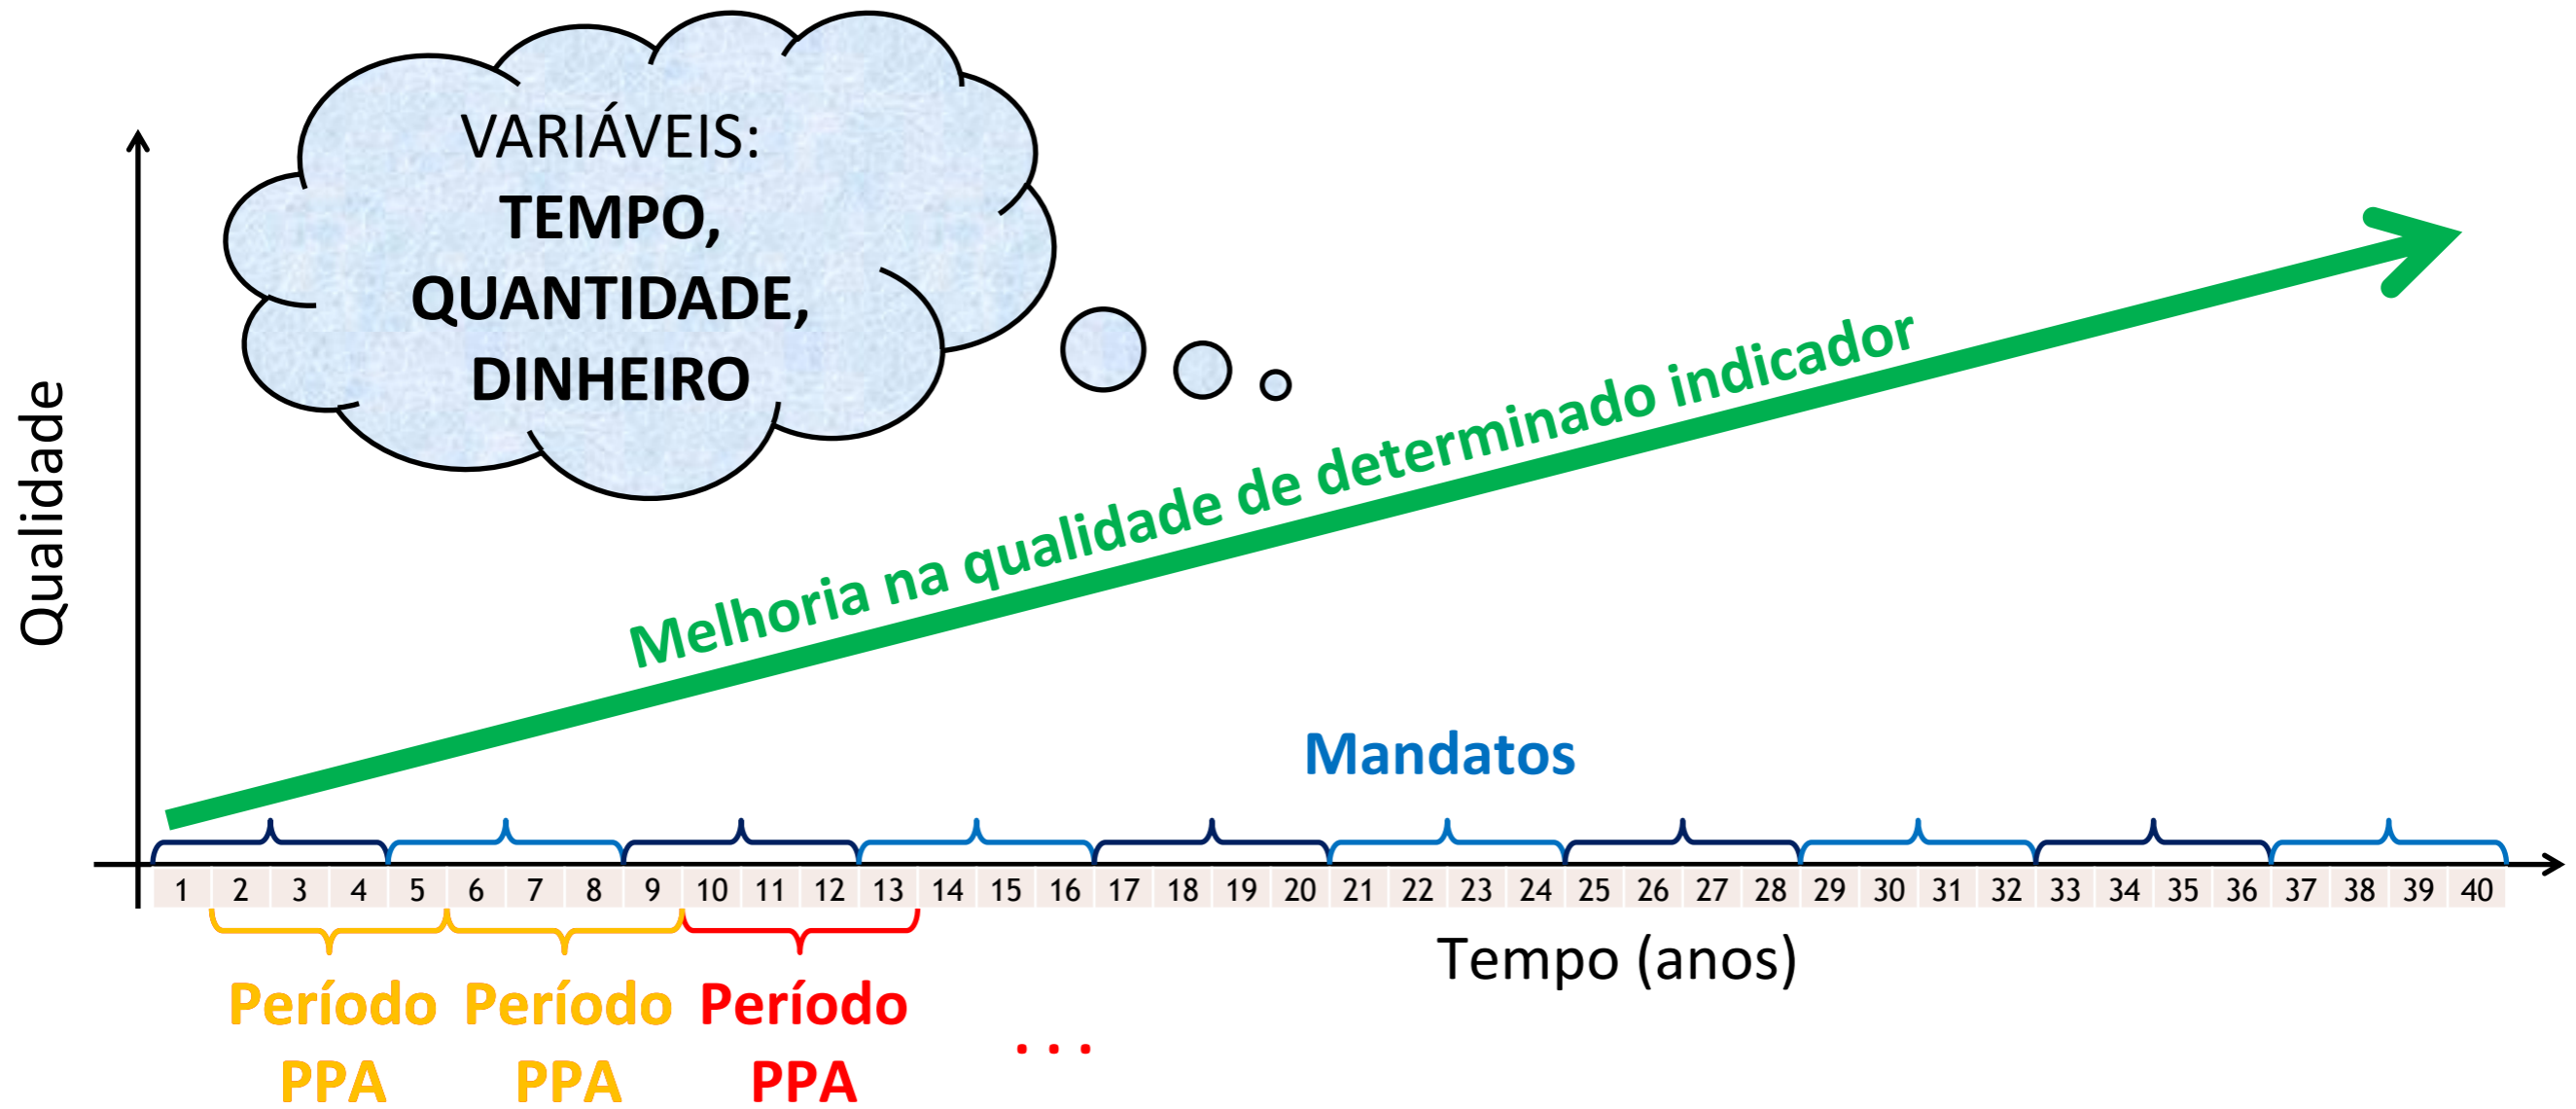 VARIÁVEIS:
TEMPO,
QUANTIDADE,
DINHEIRO
Qualidade
Melhoria na qualidade de determinado indicador
Mandatos
1 2 3 4 5 6 7 8 9 10 11 12 13 14 15 16 17 18 19 20 21 22 23 24 25 26 27 28 29 30 31 32 33 34 35 36 37 38 39 40
Tempo (anos)
Período
PPA
Período
PPA
Período
PPA
...